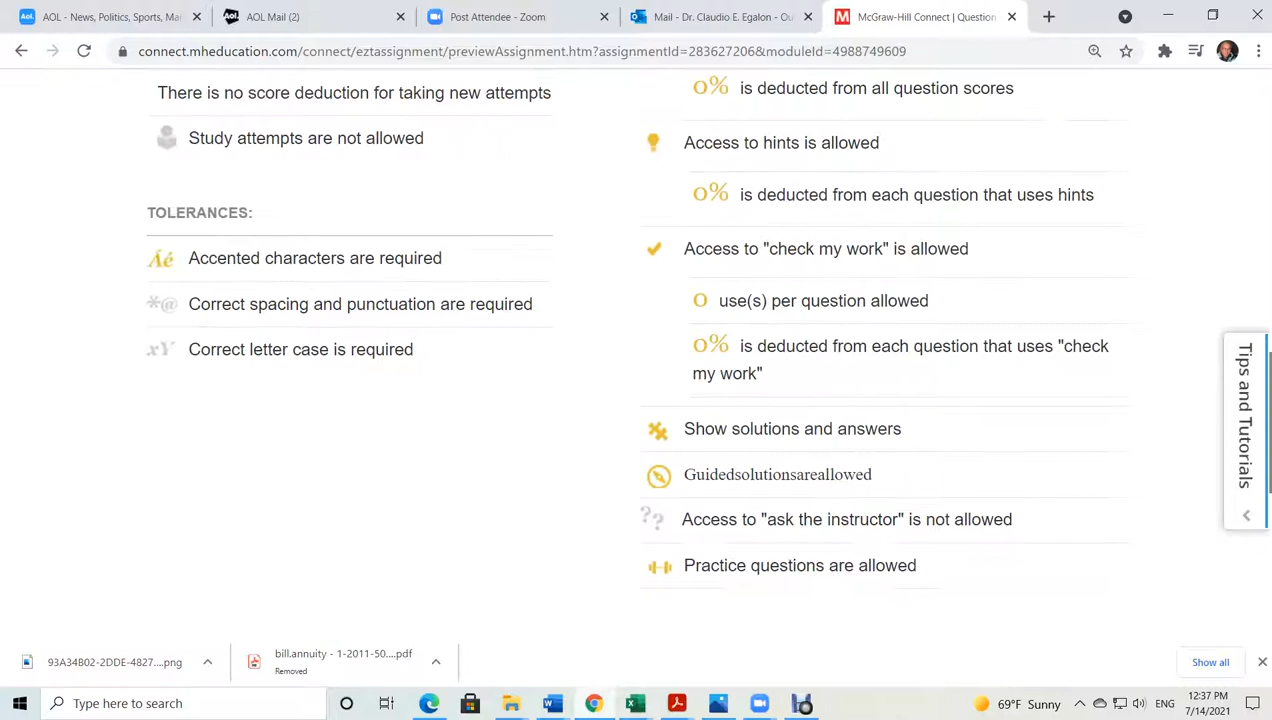 AOL - News, Politics, Sports, Mai
AOL Mail (2)
Post Attendee - Zoom
Mail - Dr. Claudio E. Egalon - Ou
McGraw-Hill Connect | Question
connect.mheducation.com/connect/eztassignment/previewAssignment.htm?assignmentId=283627206&moduleId=4988749609
There is no score deduction for taking new attempts
Study attempts are not allowed
TOLERANCES:
Áé Accented characters are required
*@ Correct spacing and punctuation are required
xY Correct letter case is required
0% is deducted from all question scores
Access to hints is allowed
0% is deducted from each question that uses hints
Access to "check my work" is allowed
0 use(s) per question allowed
0% is deducted from each question that uses "check
my work"
Show solutions and answers
Guidedsolutionsareallowed
?? Access to "ask the instructor" is not allowed
Practice questions are allowed
Tips and Tutorials
93A34B02-2DDE-4827....png
bill.annuity - 1-2011-50....pdf
Removed
Show all
Type here to search
69°F Sunny
ENG
12:37 PM
7/14/2021